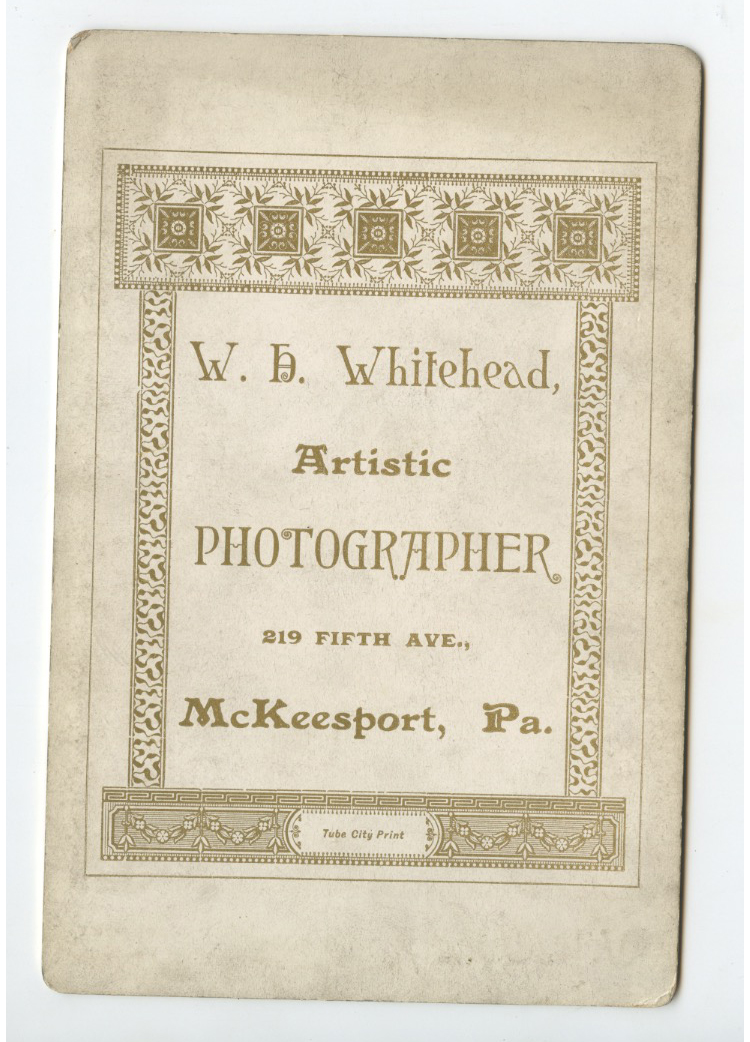 W. H. Whitehead,
Artistic
PHOTOGRAPHER
219 FIFTH AVE.,
McKeesport, Pa.
Tube City Print